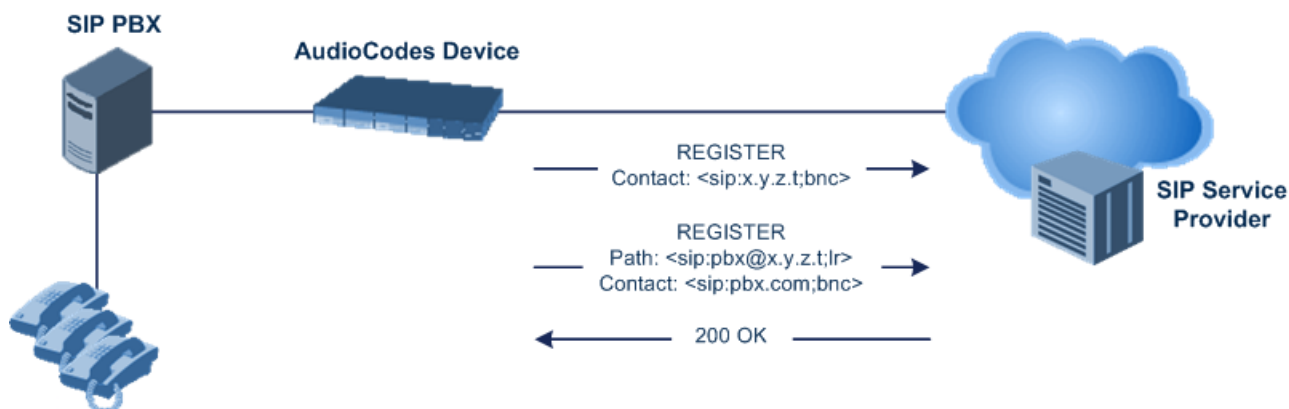 SIP PBX
AudioCodes Device
REGISTER
Contact: <sip:x.y.z.t;bnc>
SIP Service
Provider
REGISTER
Path: <sip:pbx@x.y.z.t;lr>
Contact: <sip:pbx.com;bnc>
200 OK